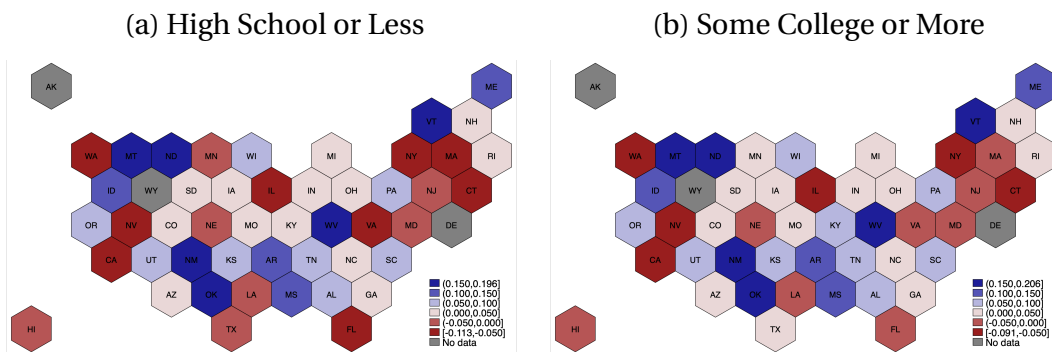 (a) High School or Less
AK
ME
VT NH
WA MT ND MN WI MI NY MA RI
ID WY SD IA IL IN OH PA NJ CT
OR NV CO NE MO KY WV VA MD DE
CA UT NM KS AR TN NC SC
AZ OK LA MS AL GA
HI TX FL
[0.150,0.196]
[0.100,0.150)
[0.050,0.100)
[0.000,0.050)
[-0.050,0.000)
[-0.113,-0.050)
No data
(b) Some College or More
AK
ME
VT NH
WA MT ND MN WI MI NY MA RI
ID WY SD IA IL IN OH PA NJ CT
OR NV CO NE MO KY WV VA MD DE
CA UT NM KS AR TN NC SC
AZ OK LA MS AL GA
HI TX FL
[0.150,0.206]
[0.100,0.150)
[0.050,0.100)
[0.000,0.050)
[-0.050,0.000)
[-0.091,-0.050)
No data